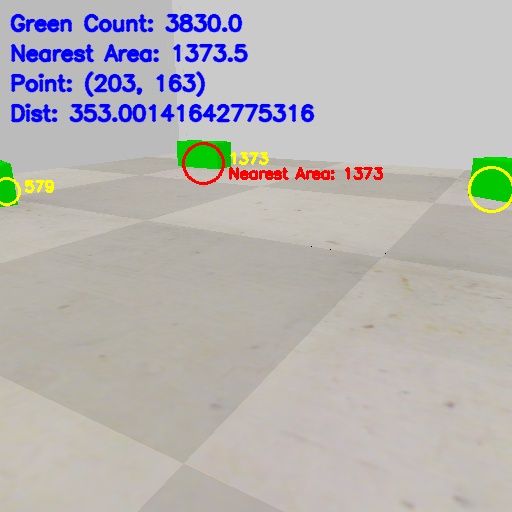 Green Count: 3830.0
Nearest Area: 1373.5
Point: (203, 163)
Dist: 353.00141642775316
1373
Nearest Area: 1373
579